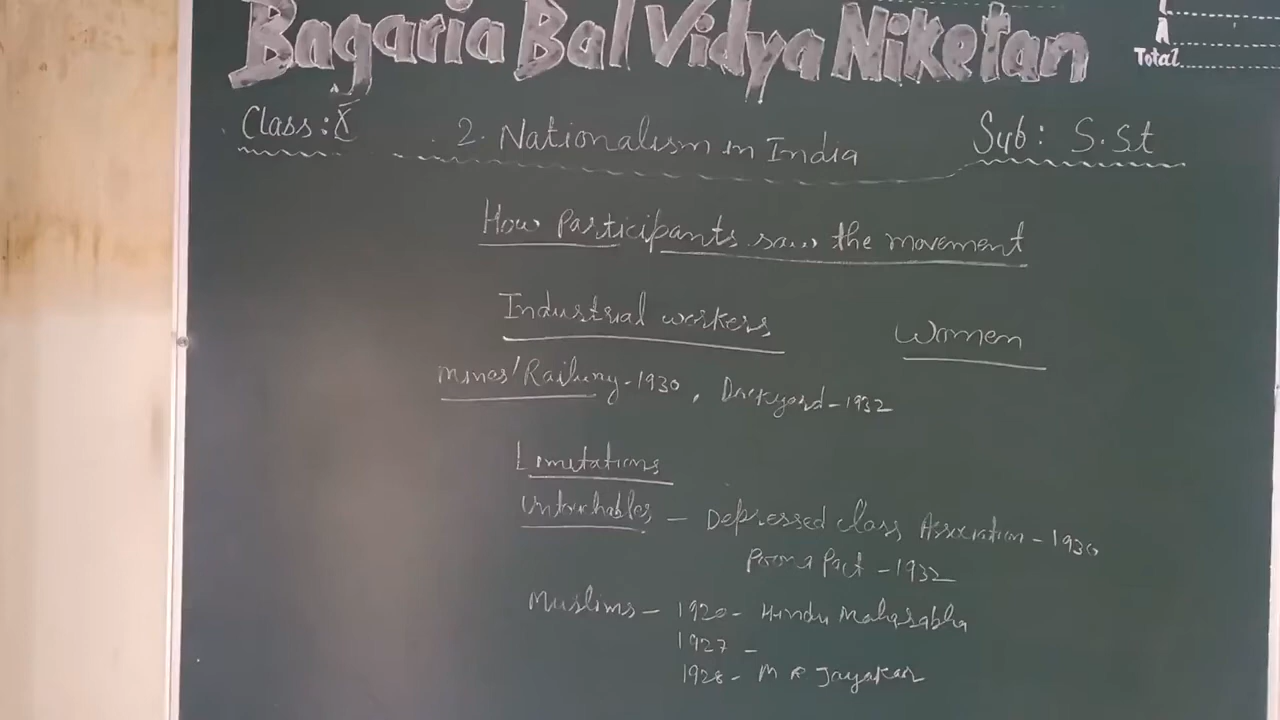 Bagaria Bal Vidya Niketan
A
Total
Class: X
2. Nationalism in India
Sub: S.St
How Participants saw the movement
Industrial workers
Women
Mines/Railway-1930, Dockyard-1932
Limitations
Untouchables - Depressed class Association-1930
Poona Pact -1932
Muslims - 1920- Hindu Mahasabha
1927 -
1928- M R Jayakar